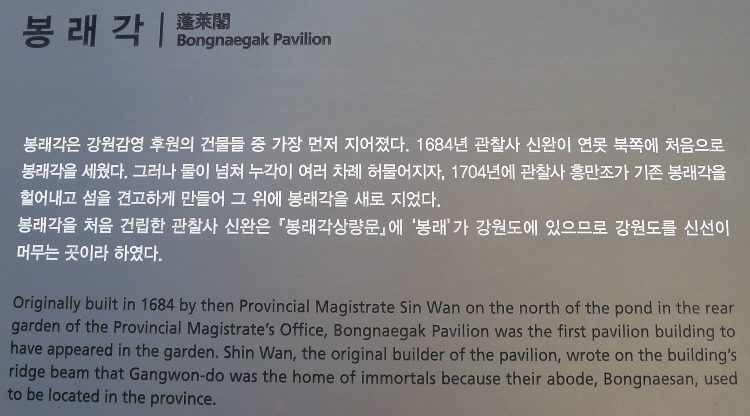 봉래각 蓬萊閣
Bongnaegak Pavilion
봉래각은 강원감영 후원의 건물들 중 가장 먼저 지어졌다. 1684년 관찰사 신완이 연못 북쪽에 처음으로
봉래각을 세웠다. 그러나 물이 넘쳐 누각이 여러 차례 허물어지자, 1704년에 관찰사 홍만조가 기존 봉래각을
헐어내고 섬을 견고하게 만들어 그 위에 봉래각을 새로 지었다.
봉래각을 처음 건립한 관찰사 신완은 『봉래각상량문』에 '봉래'가 강원도에 있으므로 강원도를 신선이
머무는 곳이라 하였다.
Originally built in 1684 by then Provincial Magistrate Sin Wan on the north of the pond in the rear
garden of the Provincial Magistrate's Office, Bongnaegak Pavilion was the first pavilion building to
have appeared in the garden. Shin Wan, the original builder of the pavilion, wrote on the building's
ridge beam that Gangwon-do was the home of immortals because their abode, Bongnaesan, used
to be located in the province.